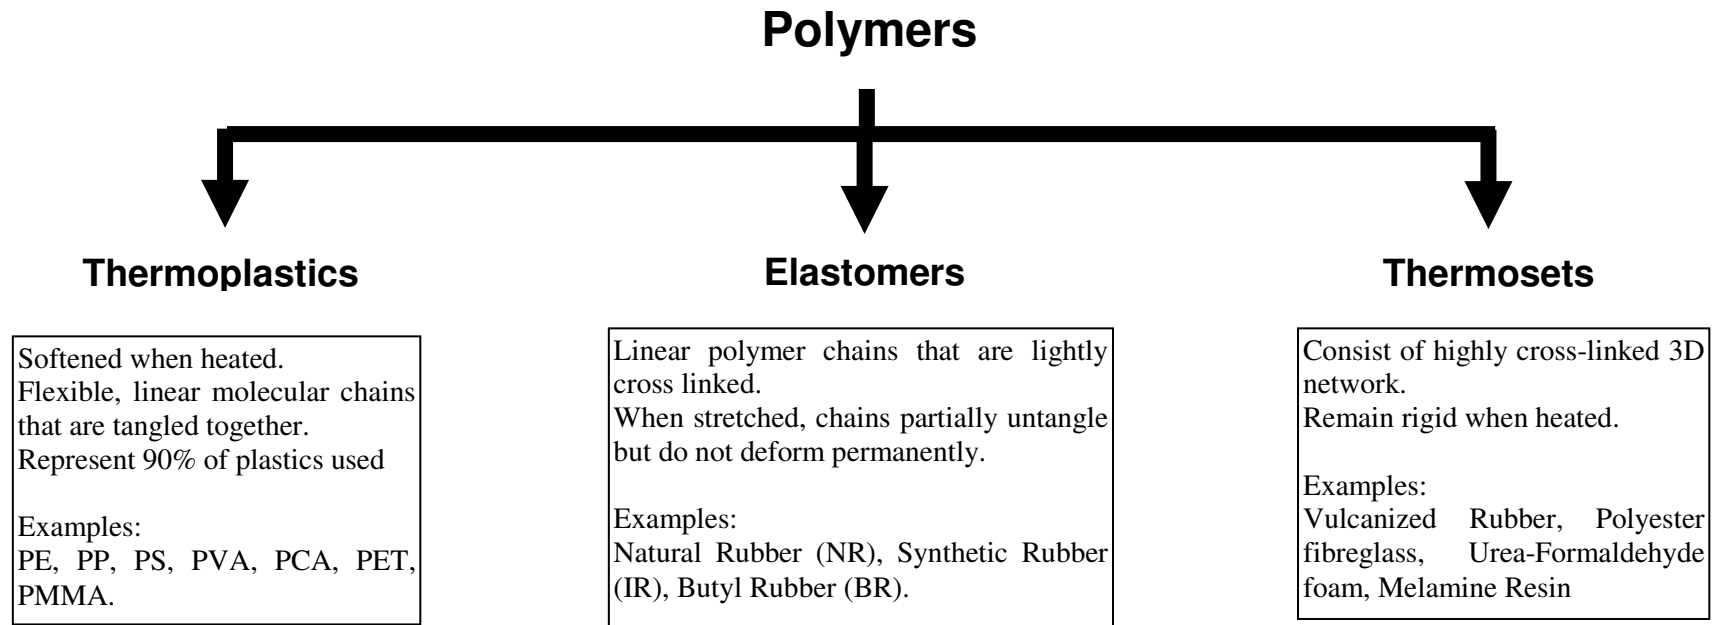 Polymers
Thermoplastics
Softened when heated.
Flexible, linear molecular chains
that are tangled together.
Represent 90% of plastics used
Examples:
PE, PP, PS, PVA, PCA, PET,
PMMA.
Elastomers
Linear polymer chains that are lightly
cross linked.
When stretched, chains partially untangle
but do not deform permanently.
Examples:
Natural Rubber (NR), Synthetic Rubber
(IR), Butyl Rubber (BR).
Thermosets
Consist of highly cross-linked 3D
network.
Remain rigid when heated.
Examples:
Vulcanized Rubber, Polyester
fibreglass, Urea-Formaldehyde
foam, Melamine Resin